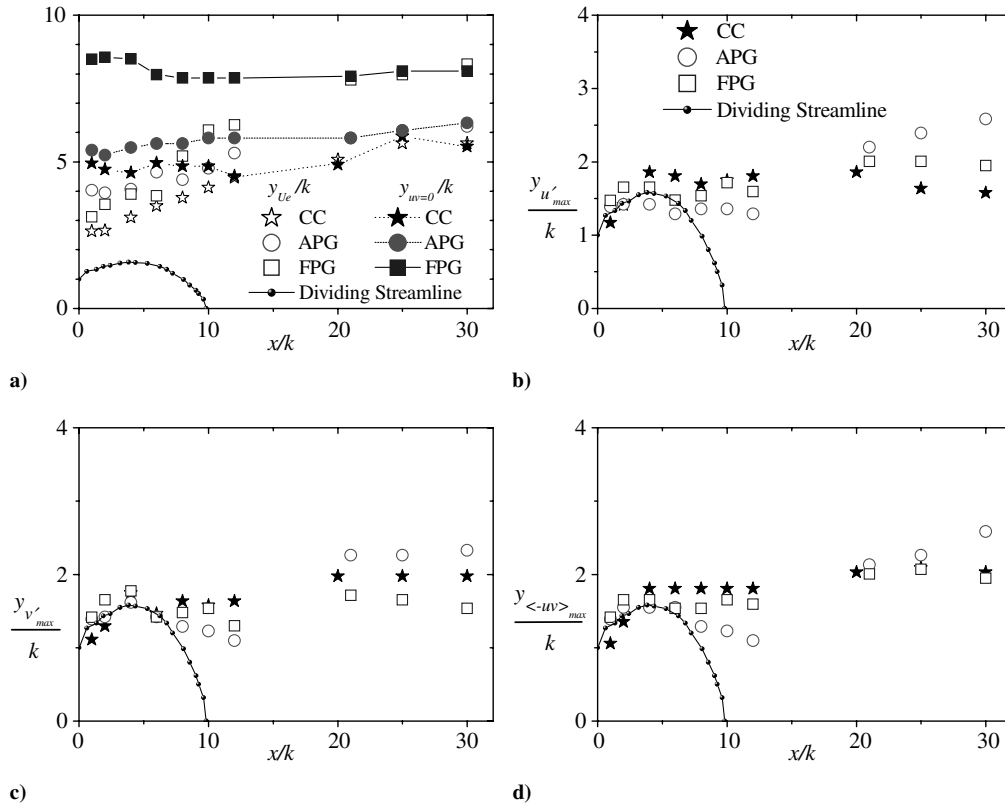 10
5
0
0 10 20 30
x/k
y_Ue/k y_uv=0/k
CC CC
APG APG
FPG FPG
Dividing Streamline
a)
4
2
0
0 10 20 30
y_u′max
k
x/k
CC
APG
FPG
Dividing Streamline
b)
4
2
0
0 10 20 30
y_v′max
k
x/k
c)
4
2
0
0 10 20 30
y_<-uv>max
k
x/k
d)